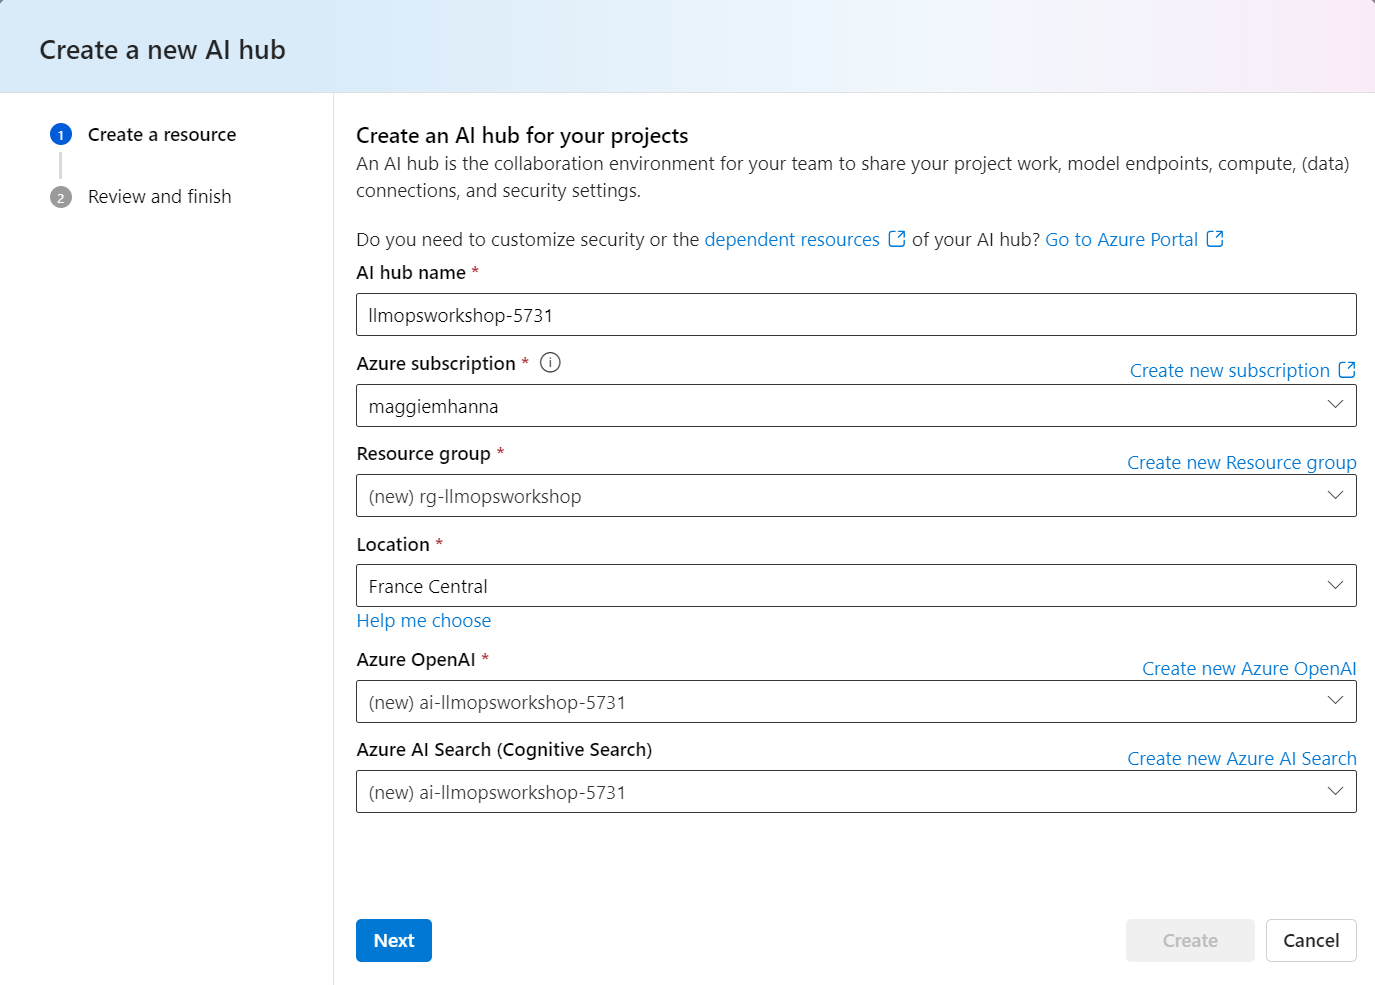 Create a new AI hub
1 Create a resource
2 Review and finish
Create an AI hub for your projects
An AI hub is the collaboration environment for your team to share your project work, model endpoints, compute, (data)
connections, and security settings.
Do you need to customize security or the dependent resources of your AI hub? Go to Azure Portal
AI hub name *
llmopsworkshop-5731
Azure subscription * i
Create new subscription
maggiemhanna
Resource group *
Create new Resource group
(new) rg-llmopsworkshop
Location *
France Central
Help me choose
Azure OpenAI *
Create new Azure OpenAI
(new) ai-llmopsworkshop-5731
Azure AI Search (Cognitive Search)
Create new Azure AI Search
(new) ai-llmopsworkshop-5731
Next
Create
Cancel